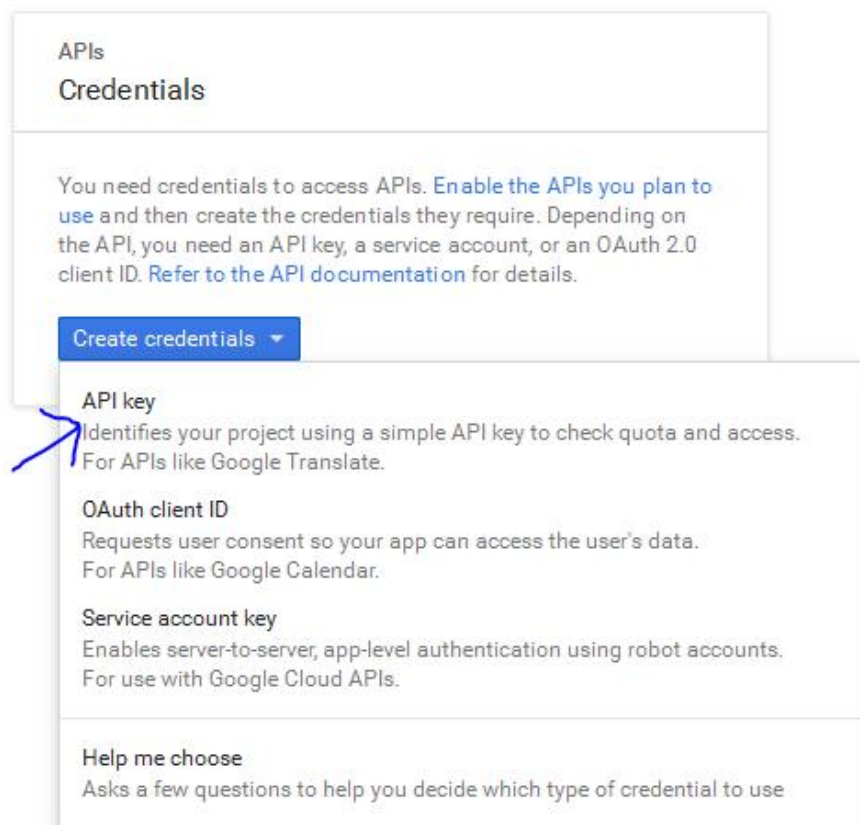 APIs
Credentials
You need credentials to access APIs. Enable the APIs you plan to
use and then create the credentials they require. Depending on
the API, you need an API key, a service account, or an OAuth 2.0
client ID. Refer to the API documentation for details.
Create credentials
API key
Identifies your project using a simple API key to check quota and access.
For APIs like Google Translate.
OAuth client ID
Requests user consent so your app can access the user's data.
For APIs like Google Calendar.
Service account key
Enables server-to-server, app-level authentication using robot accounts.
For use with Google Cloud APIs.
Help me choose
Asks a few questions to help you decide which type of credential to use